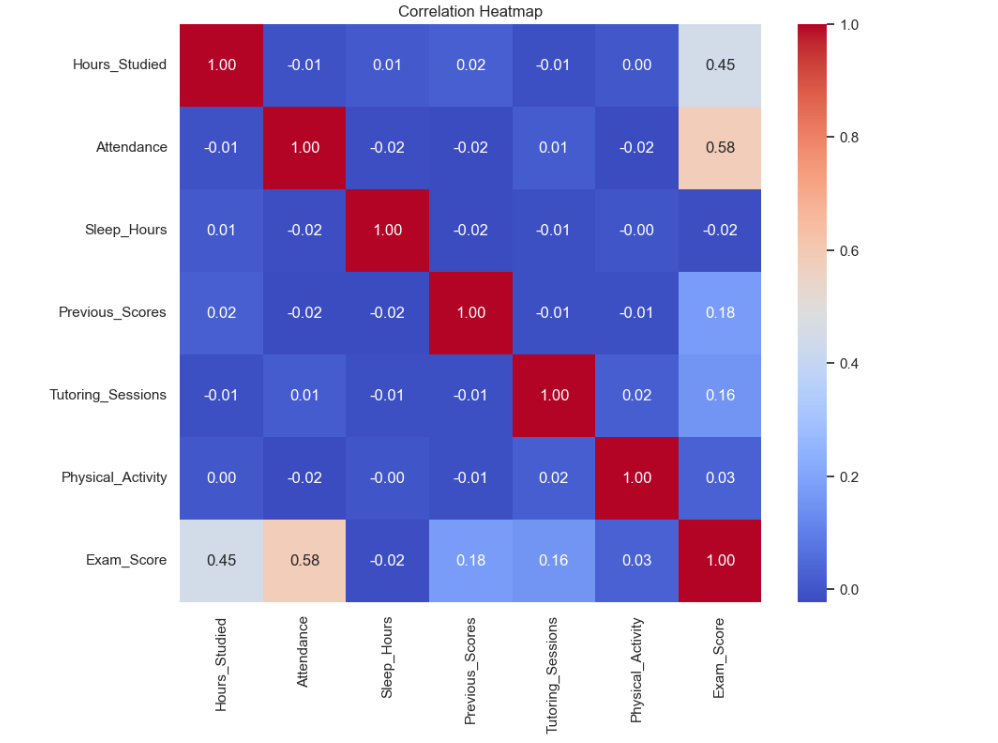 Correlation Heatmap
Hours_Studied 1.00 -0.01 0.01 0.02 -0.01 0.00 0.45
Attendance -0.01 1.00 -0.02 -0.02 0.01 -0.02 0.58
Sleep_Hours 0.01 -0.02 1.00 -0.02 -0.01 -0.00 -0.02
Previous_Scores 0.02 -0.02 -0.02 1.00 -0.01 -0.01 0.18
Tutoring_Sessions -0.01 0.01 -0.01 -0.01 1.00 0.02 0.16
Physical_Activity 0.00 -0.02 -0.00 -0.01 0.02 1.00 0.03
Exam_Score 0.45 0.58 -0.02 0.18 0.16 0.03 1.00
Hours_Studied
Attendance
Sleep_Hours
Previous_Scores
Tutoring_Sessions
Physical_Activity
Exam_Score
1.0
0.8
0.6
0.4
0.2
0.0